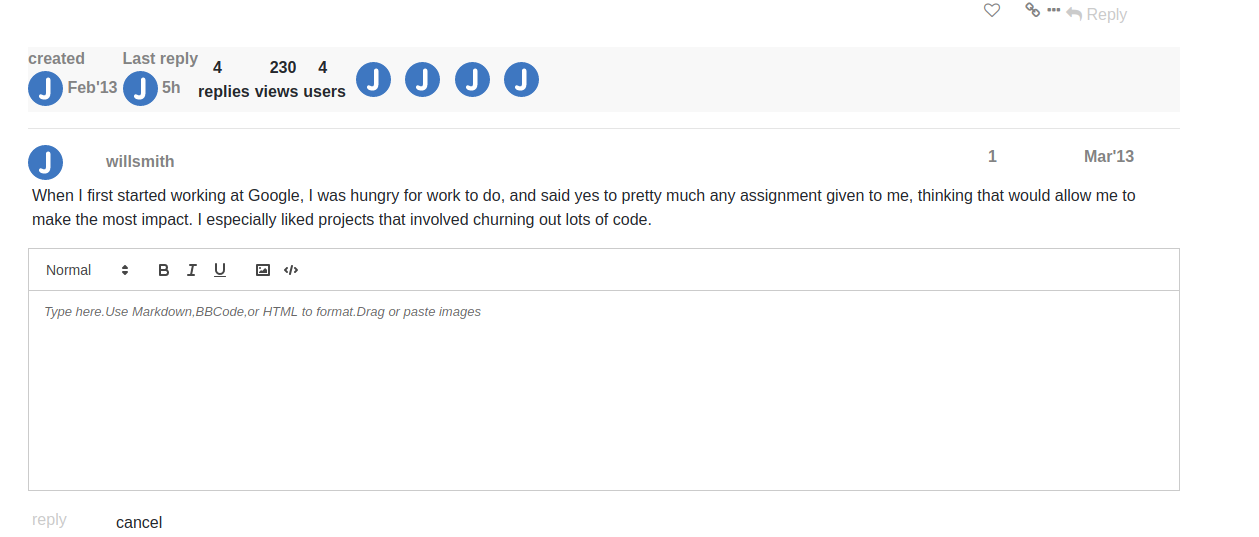 Reply
created Last reply 4 230 4
J Feb'13 J 5h replies views users J J J J
J willsmith 1 Mar'13
When I first started working at Google, I was hungry for work to do, and said yes to pretty much any assignment given to me, thinking that would allow me to
make the most impact. I especially liked projects that involved churning out lots of code.
Normal B I U </>
Type here.Use Markdown,BBCode,or HTML to format.Drag or paste images
reply cancel